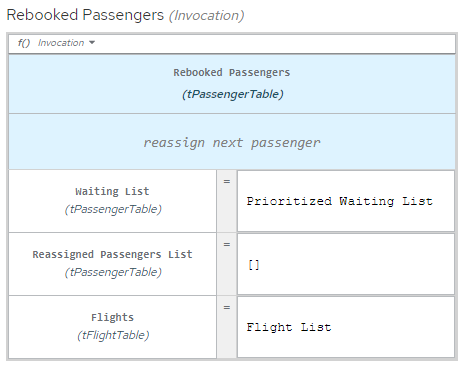 Rebooked Passengers (Invocation)
f() Invocation
Rebooked Passengers
(tPassengerTable)
reassign next passenger
Waiting List
(tPassengerTable)
=
Prioritized Waiting List
Reassigned Passengers List
(tPassengerTable)
=
[]
Flights
(tFlightTable)
=
Flight List